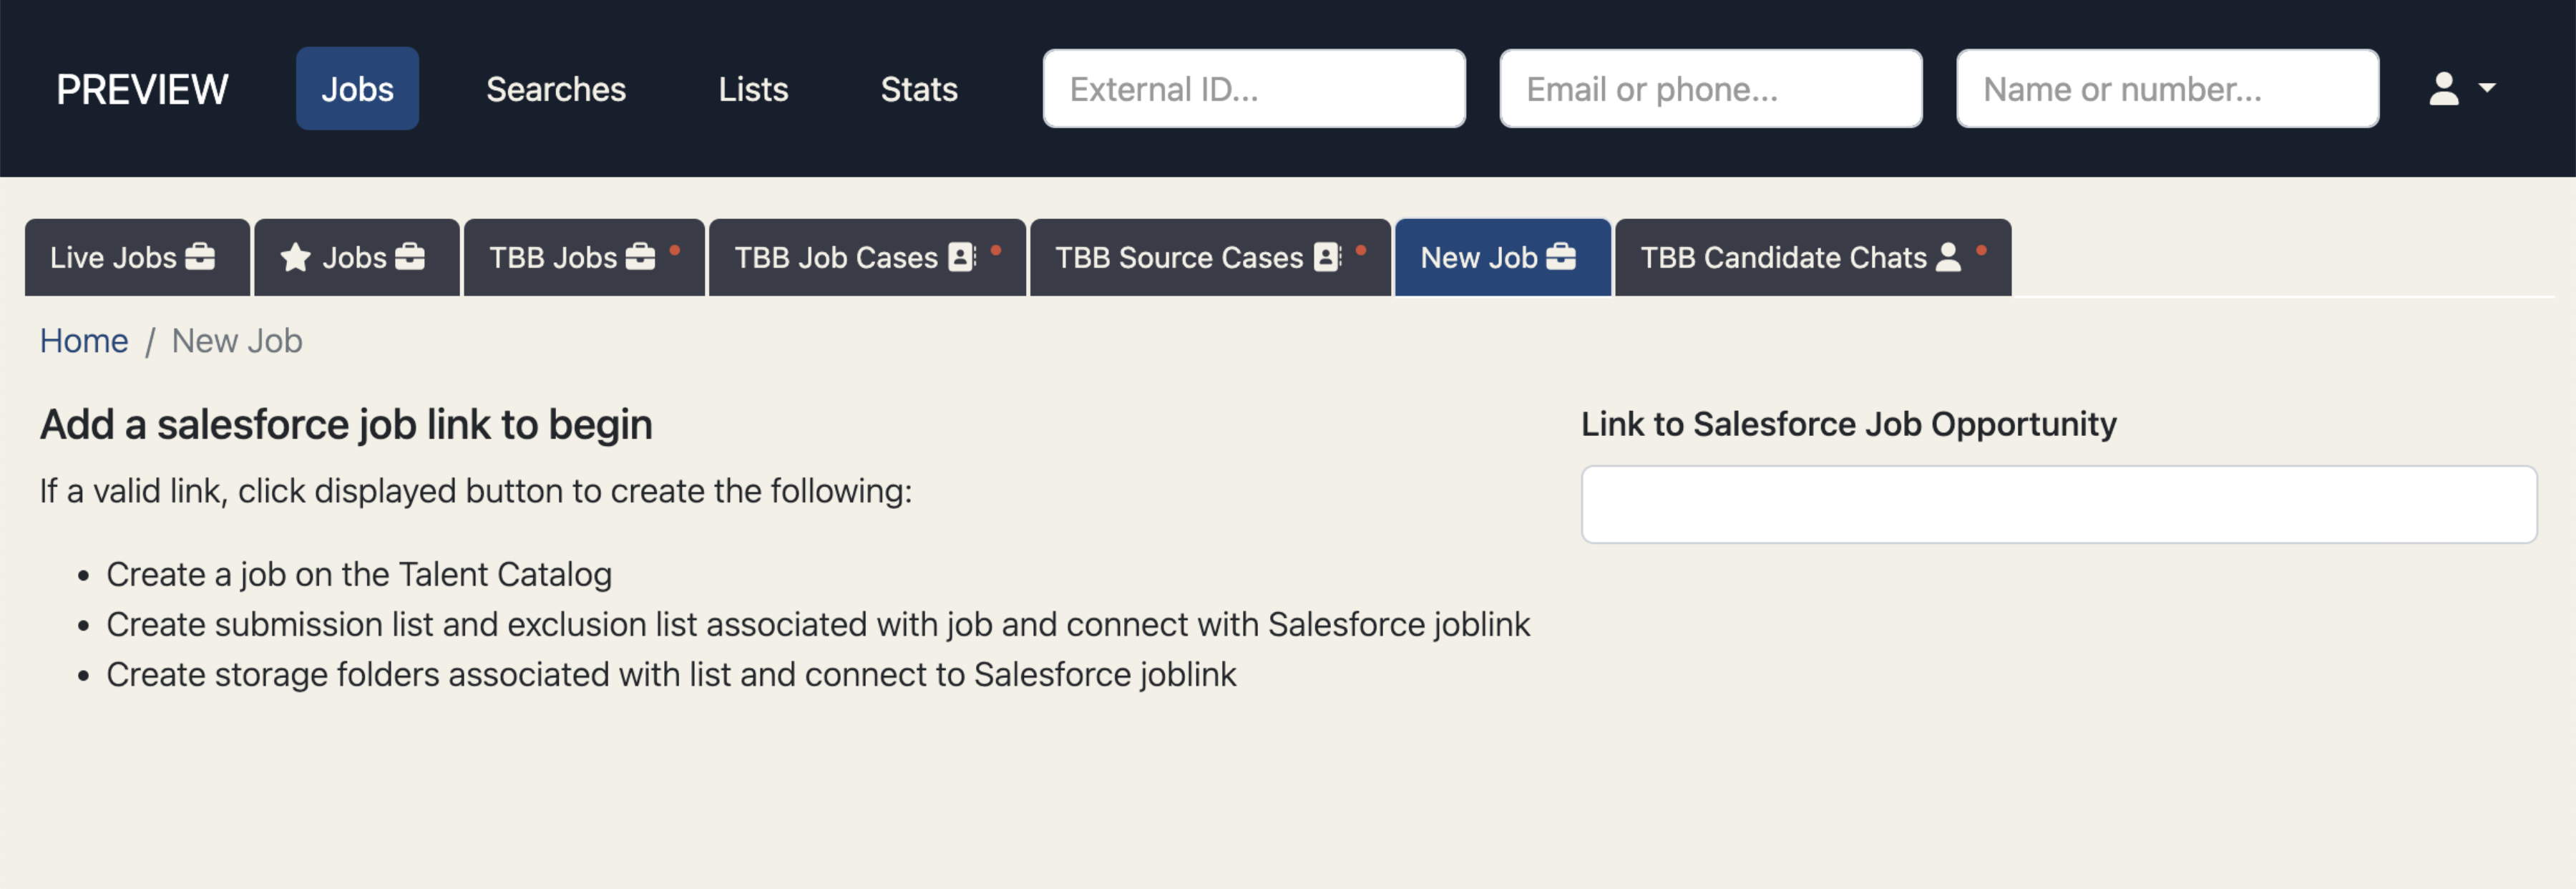 PREVIEW Jobs Searches Lists Stats External ID... Email or phone... Name or number...
Live Jobs Jobs TBB Jobs TBB Job Cases TBB Source Cases New Job TBB Candidate Chats
Home / New Job
Add a salesforce job link to begin
If a valid link, click displayed button to create the following:
• Create a job on the Talent Catalog
• Create submission list and exclusion list associated with job and connect with Salesforce joblink
• Create storage folders associated with list and connect to Salesforce joblink
Link to Salesforce Job Opportunity